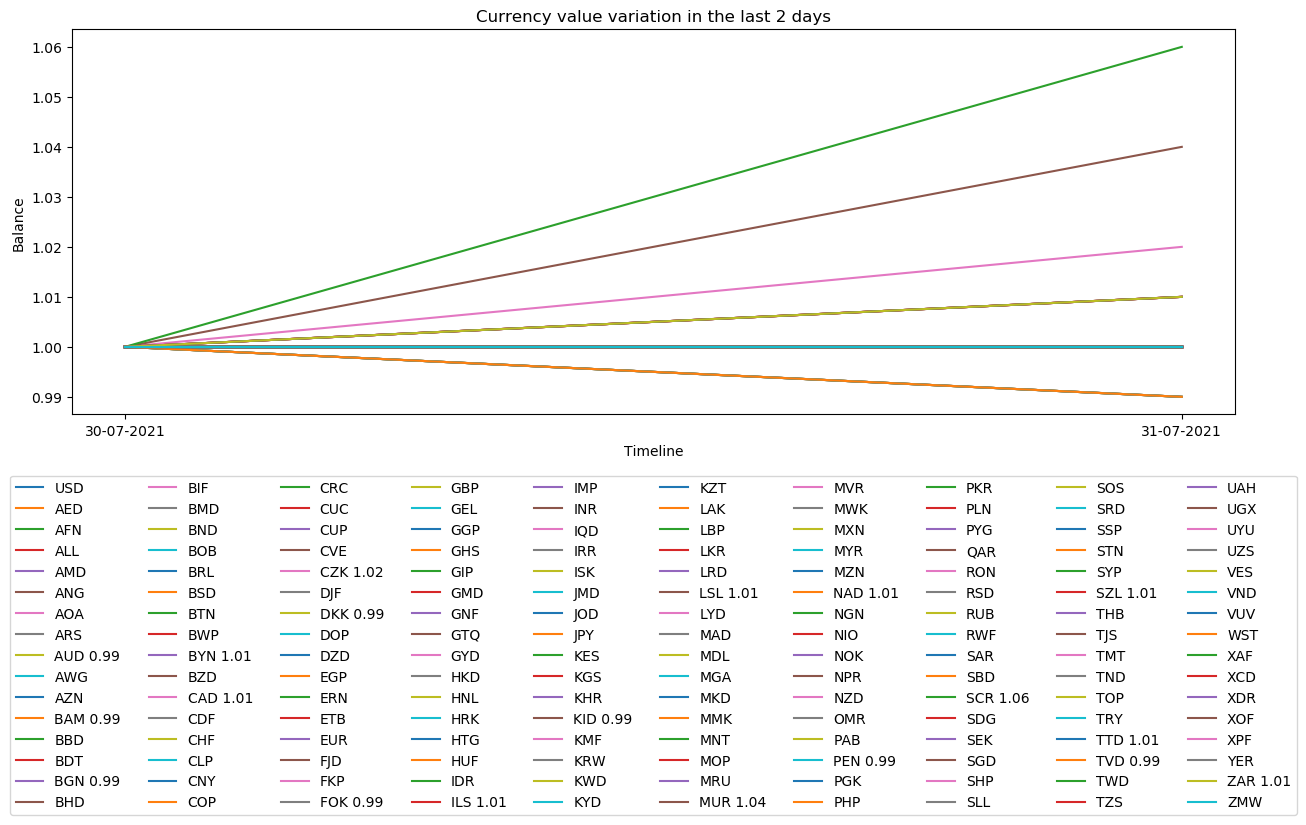 Currency value variation in the last 2 days
1.06
1.05
1.04
1.03
1.02
1.01
1.00
0.99
Balance
30-07-2021 31-07-2021
Timeline
USD BIF CRC GBP IMP KZT MVR PKR SOS UAH
AED BMD CUC GEL INR LAK MWK PLN SRD UGX
AFN BND CUP GGP IQD LBP MXN PYG SSP UYU
ALL BOB CVE GHS IRR LKR MYR QAR STN UZS
AMD BRL CZK 1.02 GIP ISK LRD MZN RON SYP VES
ANG BSD DJF GMD JMD LSL 1.01 NAD 1.01 RSD SZL 1.01 VND
AOA BTN DKK 0.99 GNF JOD LYD NGN RUB THB VUV
ARS BWP DOP GTQ JPY MAD NIO RWF TJS WST
AUD 0.99 BYN 1.01 DZD GYD KES MDL NOK SAR TMT XAF
AWG BZD EGP HKD KGS MGA NPR SBD TND XCD
AZN CAD 1.01 ERN HNL KHR MKD NZD SCR 1.06 TOP XDR
BAM 0.99 CDF ETB HRK KID 0.99 MMK OMR SDG TRY XOF
BBD CHF EUR HTG KMF MNT PAB SEK TTD 1.01 XPF
BDT CLP FJD HUF KRW MOP PEN 0.99 SGD TVD 0.99 YER
BGN 0.99 CNY FKP IDR KWD MRU PGK SHP TWD ZAR 1.01
BHD COP FOK 0.99 ILS 1.01 KYD MUR 1.04 PHP SLL TZS ZMW